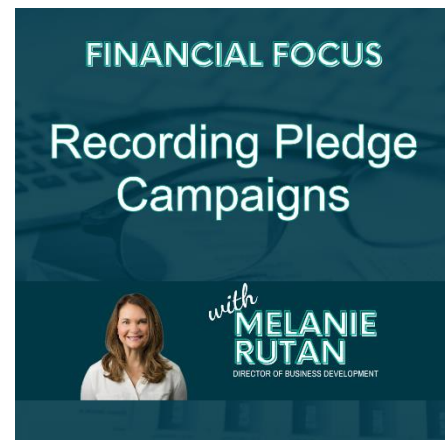 FINANCIAL FOCUS
Recording Pledge
Campaigns
with
MELANIE
RUTAN
DIRECTOR OF BUSINESS DEVELOPMENT